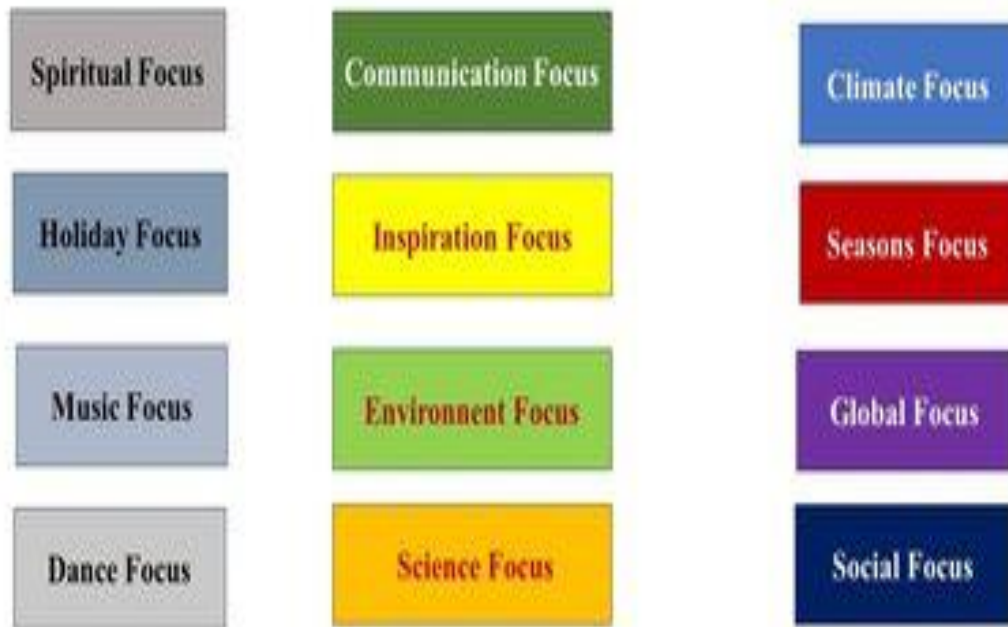 Spiritual Focus
Communication Focus
Climate Focus
Holiday Focus
Inspiration Focus
Seasons Focus
Music Focus
Environnent Focus
Global Focus
Dance Focus
Science Focus
Social Focus